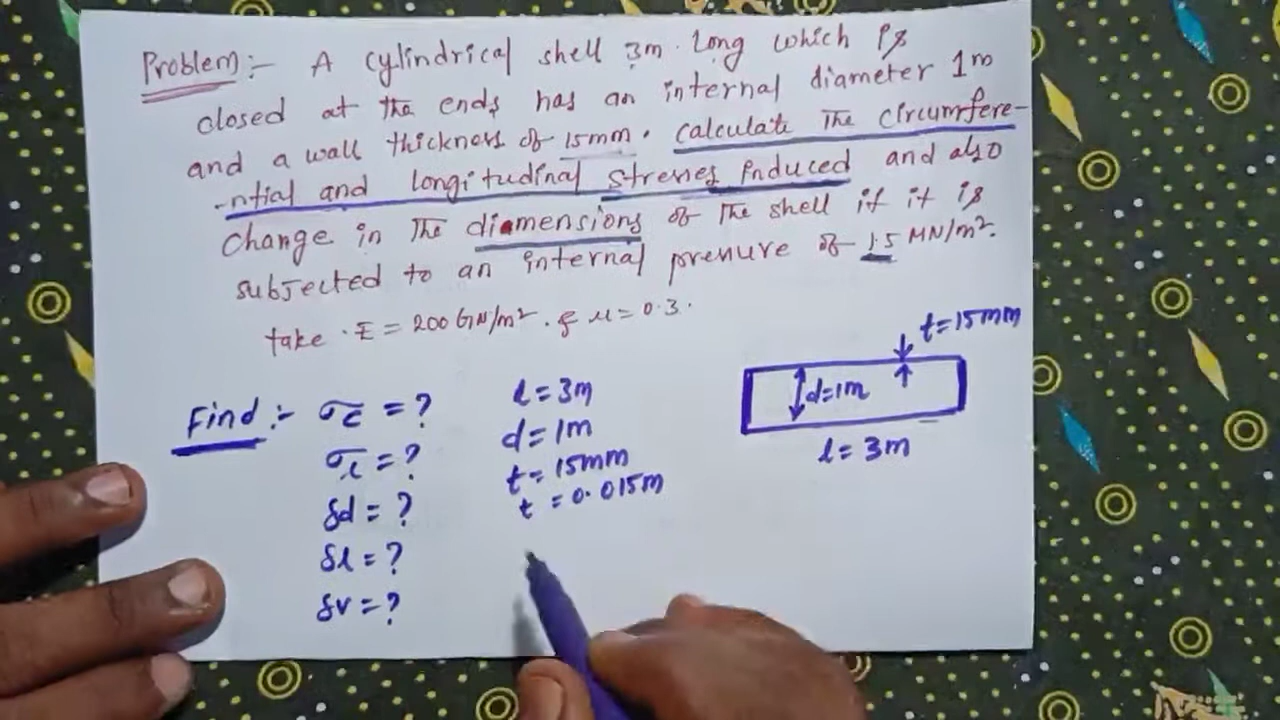 Problem:- A cylindrical shell 3m. long which is
closed at the ends has an internal diameter 1m
and a wall thickness of 15mm. calculate the circumfere-
-ntial and longitudinal stresses induced and also
change in the diamensions of the shell if it is
subjected to an internal pressure of 1.5 MN/m².
take . E = 200 GN/m². & μ = 0.3.
t=15mm
d=1m
l = 3m
Find:- σc = ?
σl = ?
δd = ?
δl = ?
δv = ?
l = 3m
d = 1m
t = 15mm
t = 0.015m